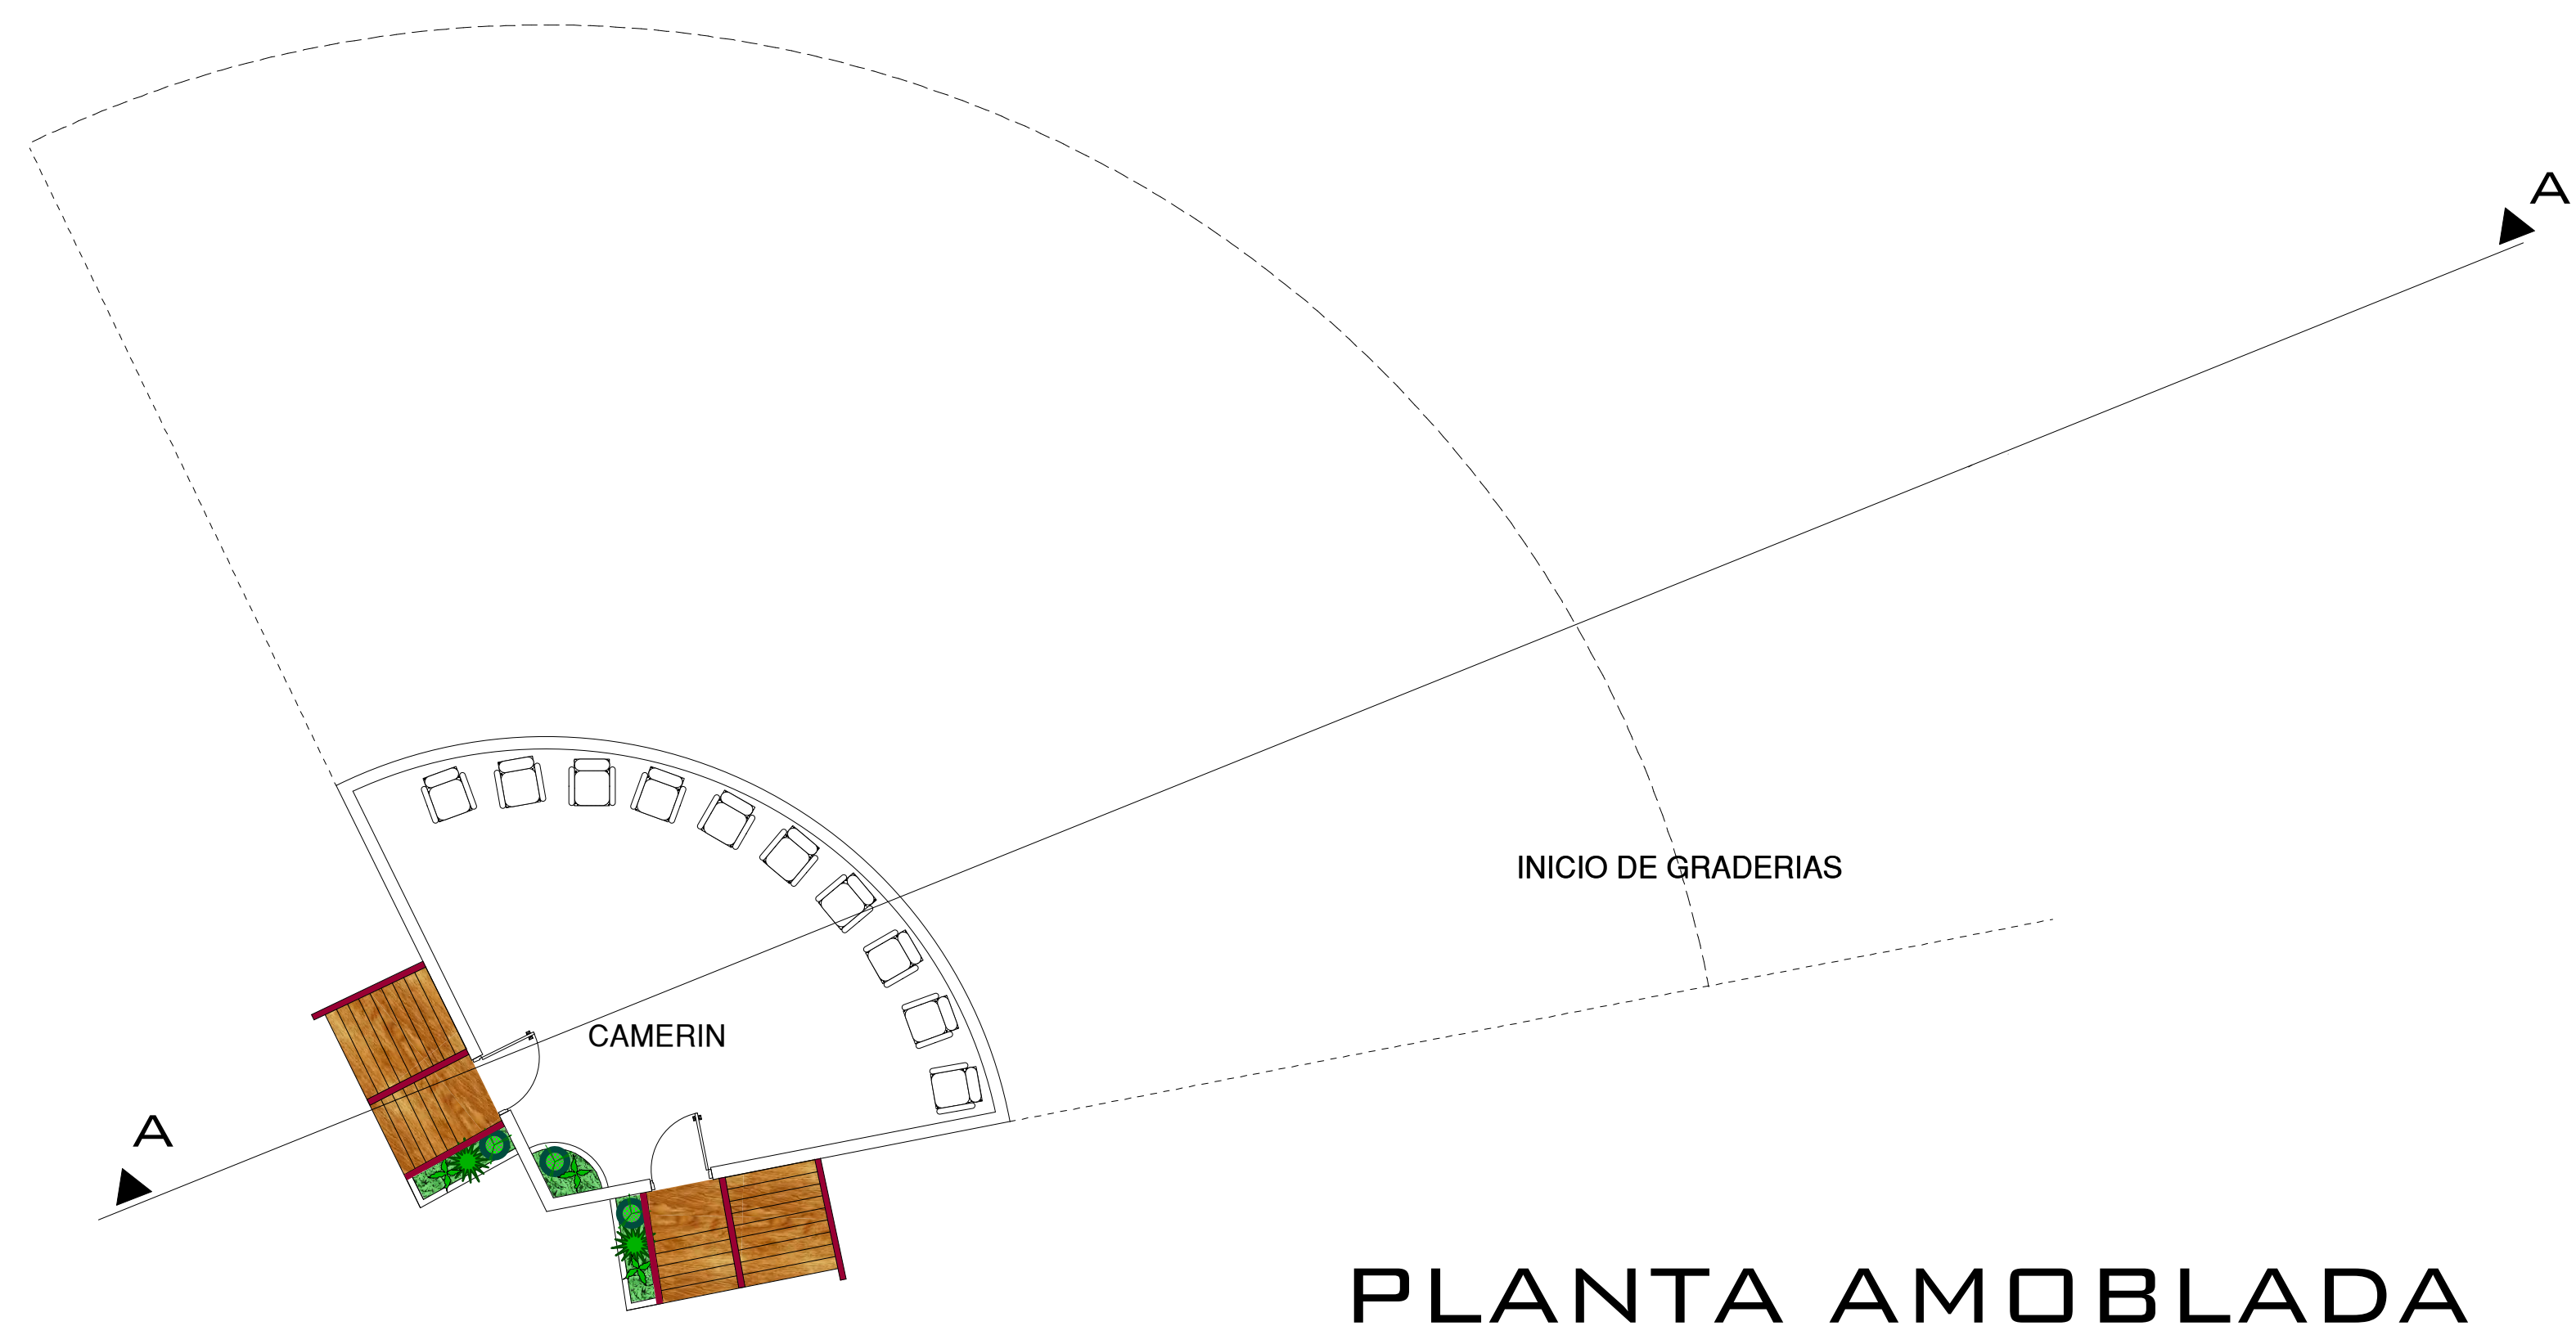 A
INICIO DE GRADERIAS
CAMERIN
A
PLANTA AMOBLADA